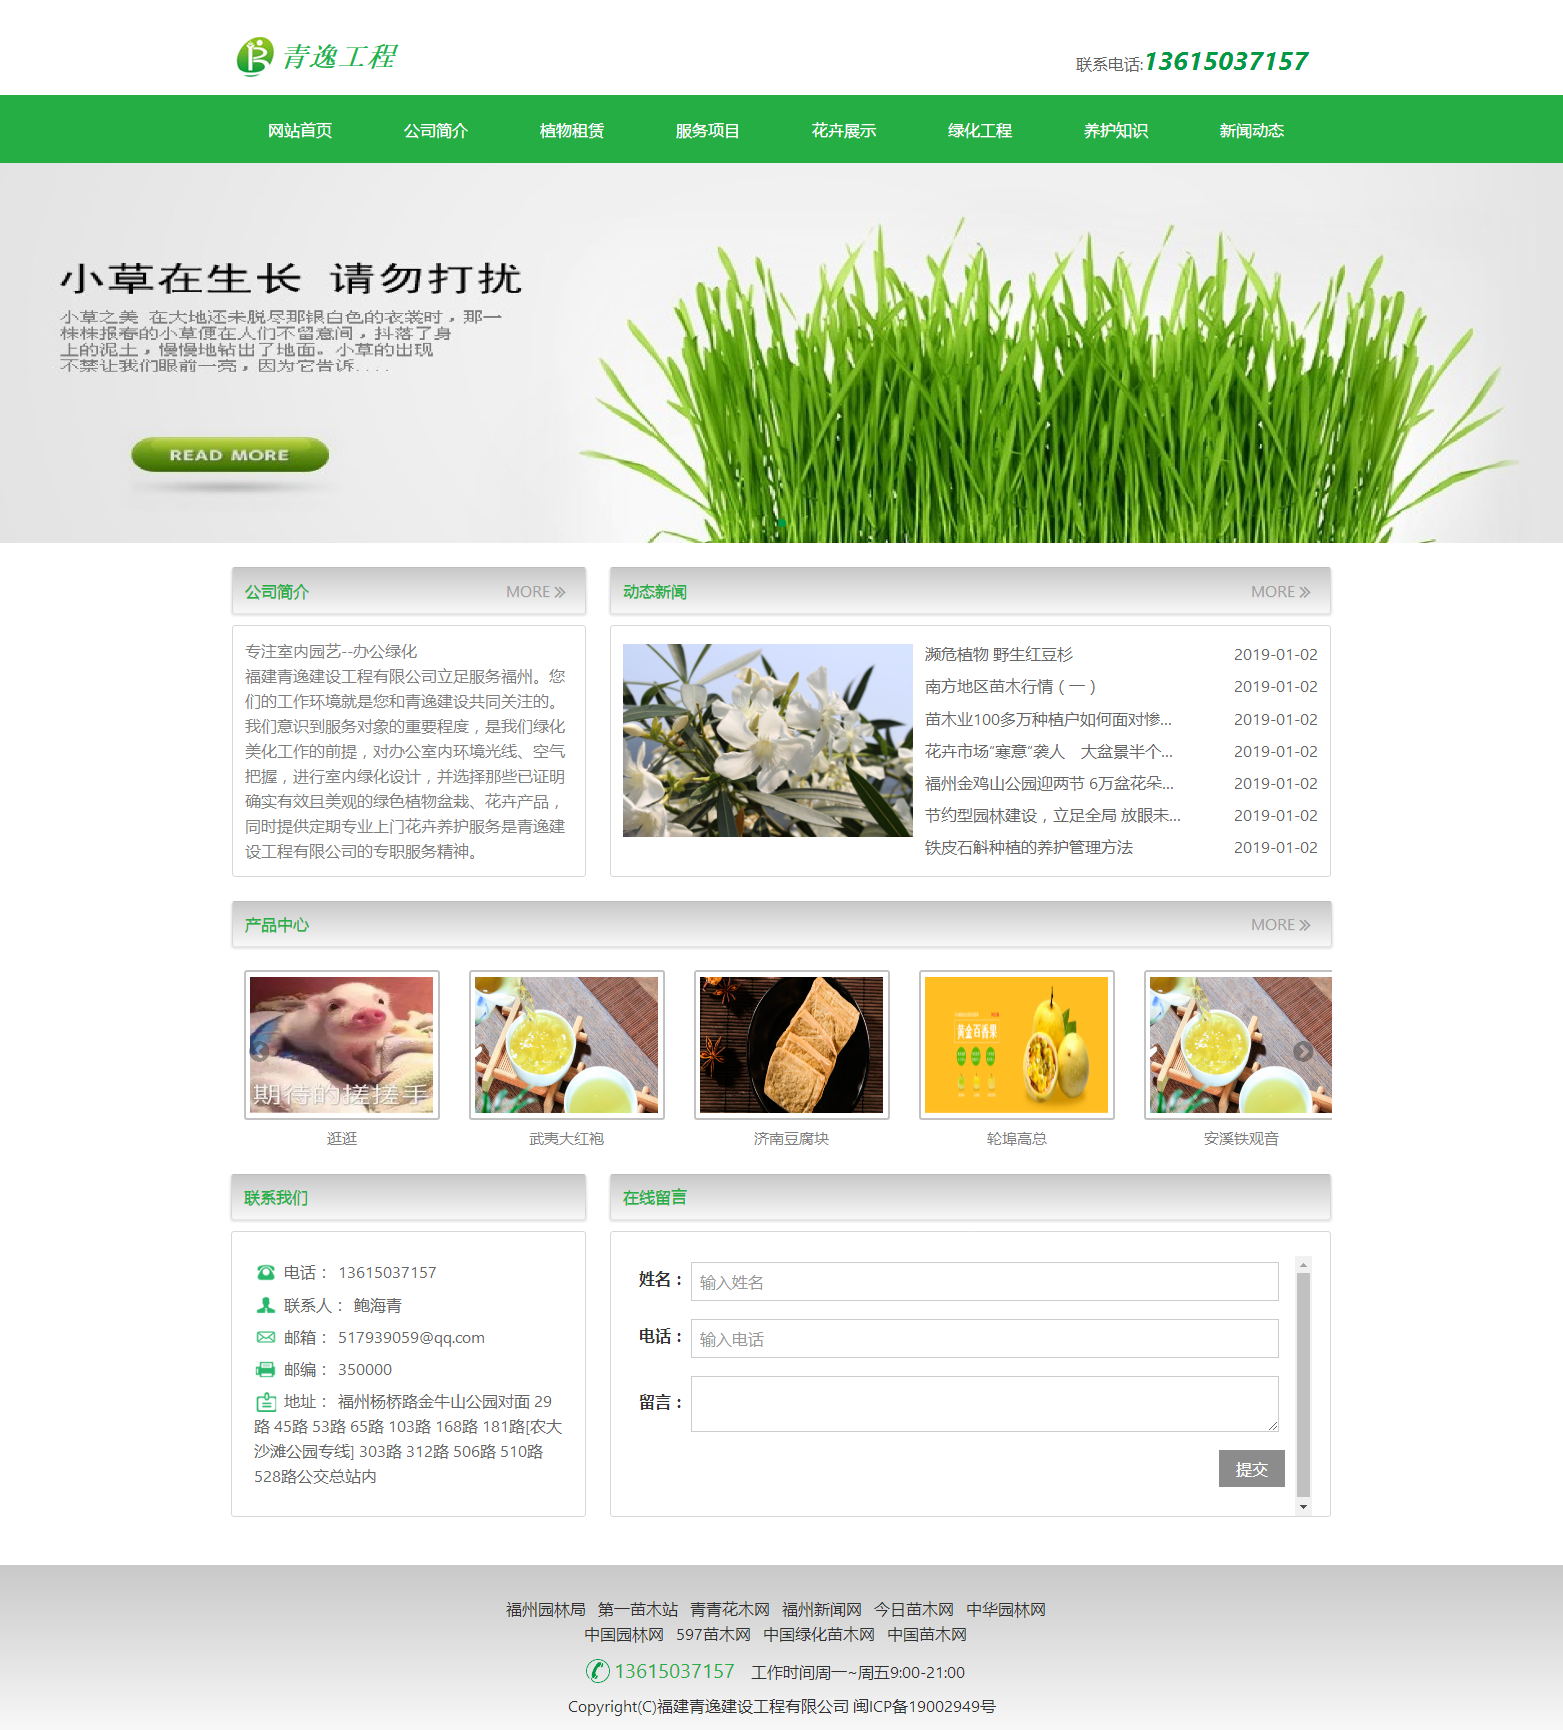 青逸工程
联系电话:13615037157
网站首页 公司简介 植物租赁 服务项目 花卉展示 绿化工程 养护知识 新闻动态
小草在生长 请勿打扰
小草之美 在大地还未脱尽那银白色的衣装时，那一
株株报春的小草便在人们不留意间，抖落了身
上的泥土，慢慢地钻出了地面。小草的出现
不禁让我们眼前一亮，因为它告诉....
READ MORE
公司简介 MORE
专注室内园艺--办公绿化
福建青逸建设工程有限公司立足服务福州。您
们的工作环境就是您和青逸建设共同关注的。
我们意识到服务对象的重要程度，是我们绿化
美化工作的前提，对办公室内环境光线、空气
把握，进行室内绿化设计，并选择那些已证明
确实有效且美观的绿色植物盆栽、花卉产品，
同时提供定期专业上门花卉养护服务是青逸建
设工程有限公司的专职服务精神。
动态新闻 MORE
濒危植物 野生红豆杉 2019-01-02
南方地区苗木行情（一） 2019-01-02
苗木业100多万种植户如何面对惨... 2019-01-02
花卉市场“寒意”袭人　大盆景半个... 2019-01-02
福州金鸡山公园迎两节 6万盆花朵... 2019-01-02
节约型园林建设，立足全局 放眼未... 2019-01-02
铁皮石斛种植的养护管理方法 2019-01-02
产品中心 MORE
期待的搓搓手
黄金百香果
逛逛 武夷大红袍 济南豆腐块 轮埠高总 安溪铁观音
联系我们
电话： 13615037157
联系人： 鲍海青
邮箱： 517939059@qq.com
邮编： 350000
地址： 福州杨桥路金牛山公园对面 29
路 45路 53路 65路 103路 168路 181路[农大
沙滩公园专线] 303路 312路 506路 510路
528路公交总站内
在线留言
姓名： 输入姓名
电话： 输入电话
留言：
提交
福州园林局 第一苗木站 青青花木网 福州新闻网 今日苗木网 中华园林网
中国园林网 597苗木网 中国绿化苗木网 中国苗木网
13615037157 工作时间周一~周五9:00-21:00
Copyright(C)福建青逸建设工程有限公司 闽ICP备19002949号